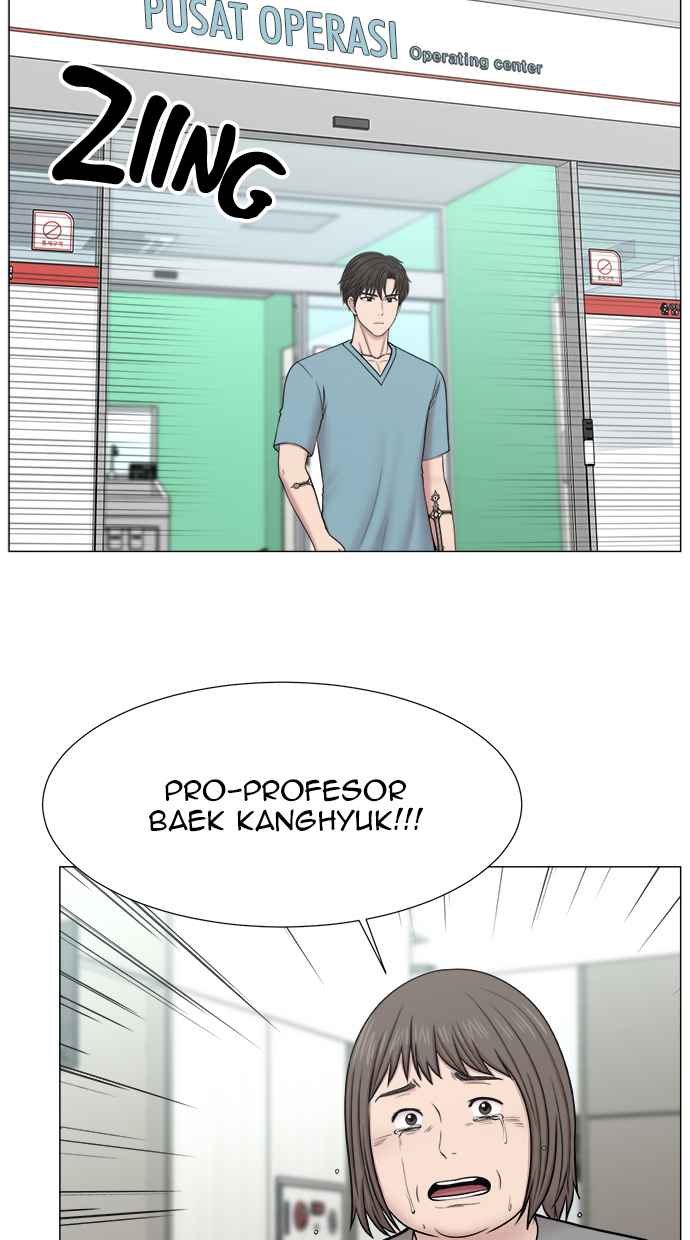 PUSAT OPERASI
Operating center
ZIING
PRO-PROFESOR
BAEK KANGHYUK!!!